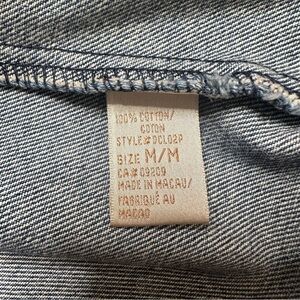 100% COTTON/
COTON
STYLE#DCL02P
SIZE M/M
CA#09209
MADE IN MACAU/
FABRIQUÉ AU
MACAO